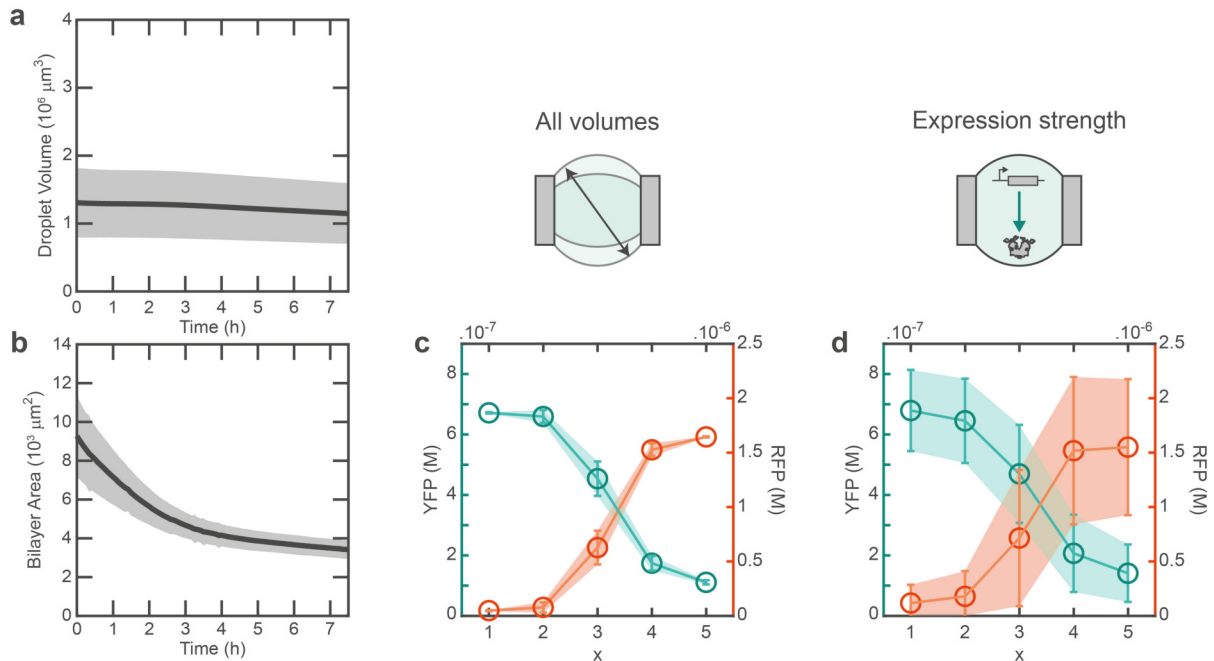 a
4
3
2
1
0
Droplet Volume (10⁶ μm³)
0 1 2 3 4 5 6 7
Time (h)
All volumes
Expression strength
b
14
12
10
8
6
4
2
0
Bilayer Area (10³ μm²)
0 1 2 3 4 5 6 7
Time (h)
c
.10⁻⁷
.10⁻⁶
8
6
4
2
0
YFP (M)
2.5
2
1.5
1
0.5
0
RFP (M)
1 2 3 4 5
x
d
.10⁻⁷
.10⁻⁶
8
6
4
2
0
YFP (M)
2.5
2
1.5
1
0.5
0
RFP (M)
1 2 3 4 5
x